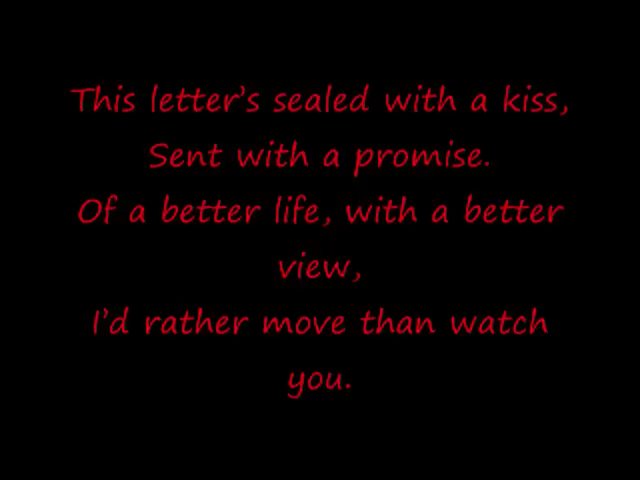 This letter's sealed with a kiss,
Sent with a promise.
Of a better life, with a better
view,
I'd rather move than watch
you.